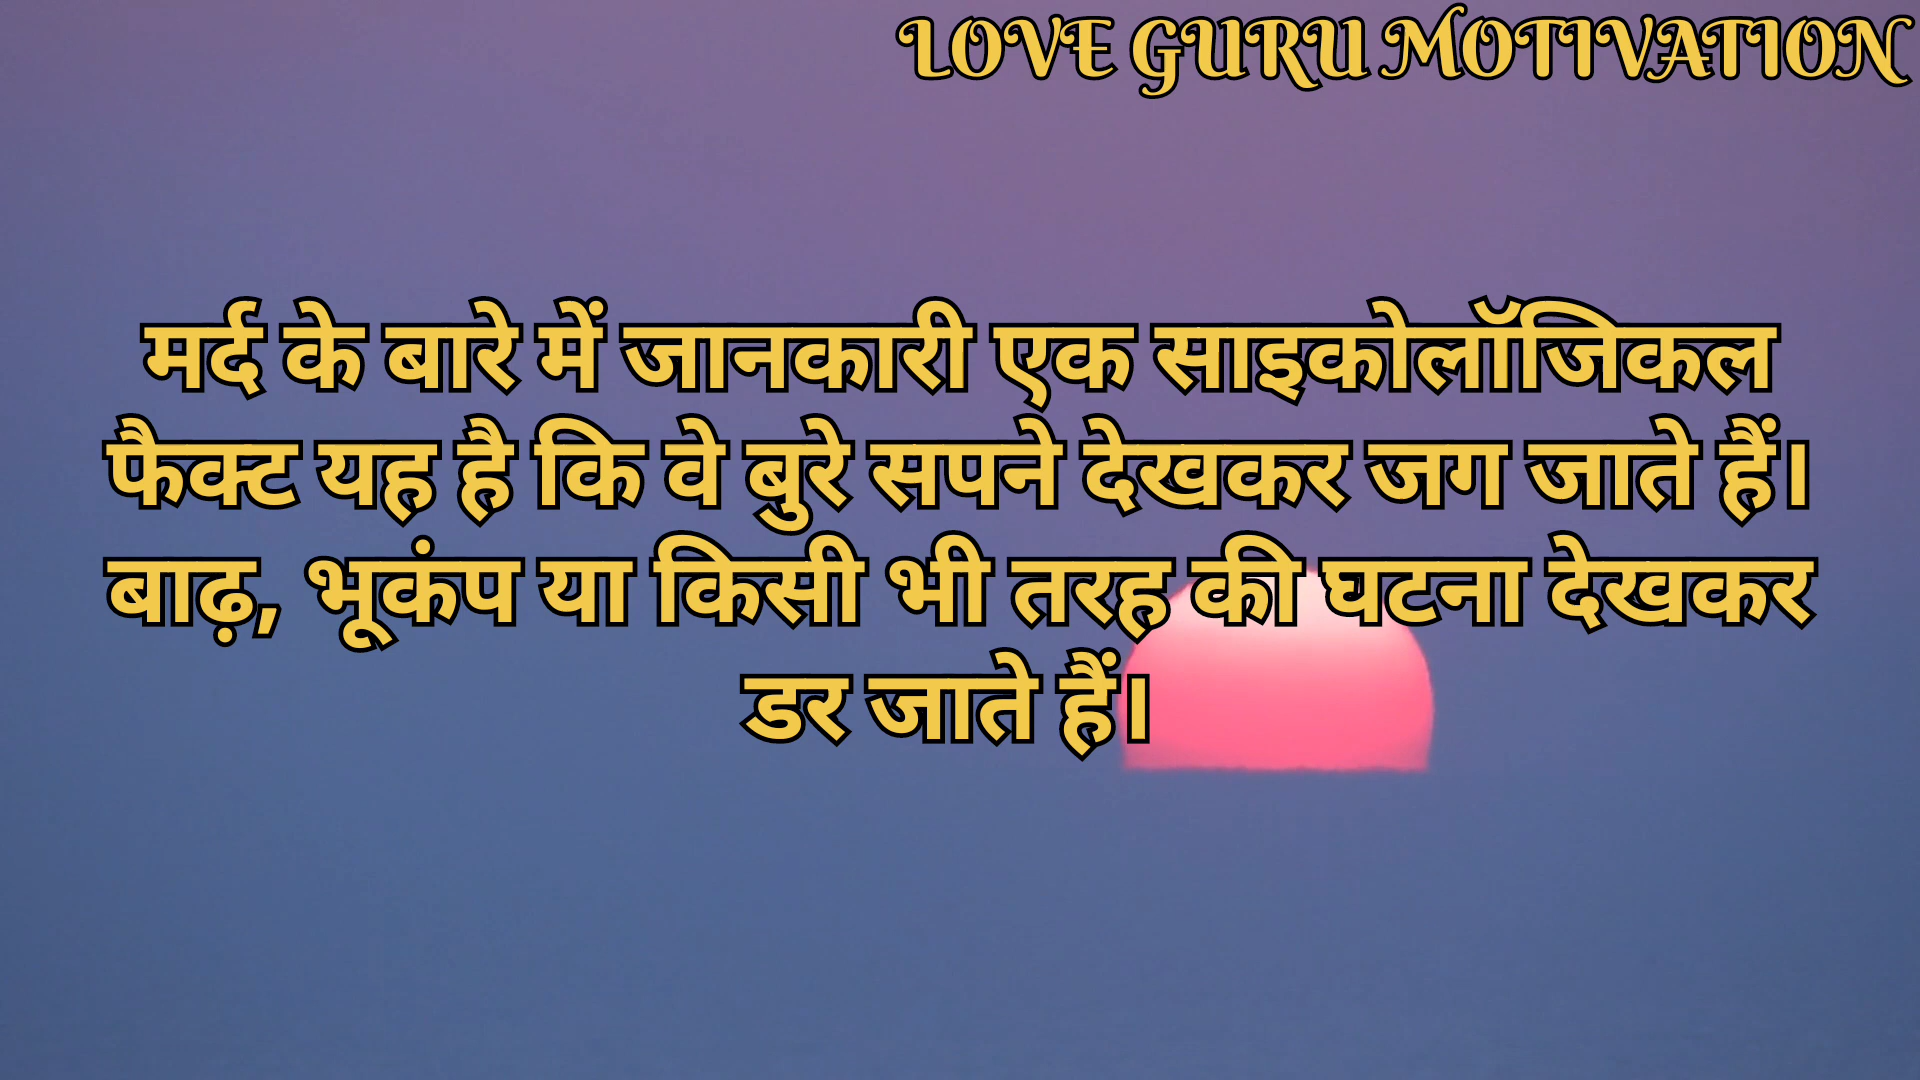 LOVE GURU MOTIVATION
मर्द के बारे में जानकारी एक साइकोलॉजिकल
फैक्ट यह है कि वे बुरे सपने देखकर जग जाते हैं।
बाढ़, भूकंप या किसी भी तरह की घटना देखकर
डर जाते हैं।